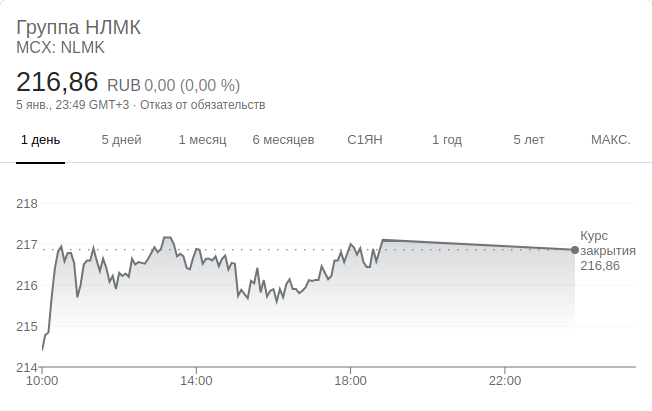 Группа НЛМК
MCX: NLMK
216,86 RUB 0,00 (0,00 %)
5 янв., 23:49 GMT+3 · Отказ от обязательств
1 день 5 дней 1 месяц 6 месяцев С1ЯН 1 год 5 лет МАКС.
218
217
216
215
214
Курс
закрытия
216,86
10:00 14:00 18:00 22:00